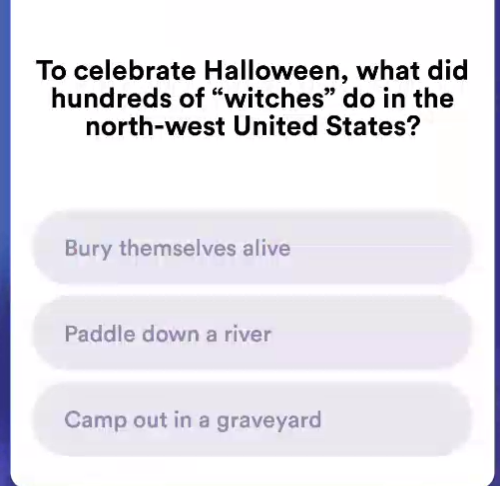 To celebrate Halloween, what did
hundreds of “witches” do in the
north-west United States?
Bury themselves alive
Paddle down a river
Camp out in a graveyard